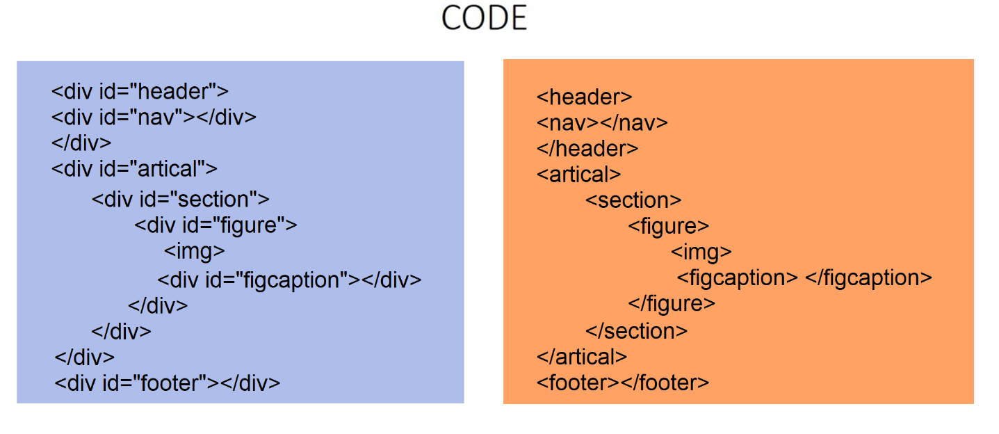 CODE
<div id="header">
<div id="nav"></div>
</div>
<div id="artical">
<div id="section">
<div id="figure">
<img>
<div id="figcaption"></div>
</div>
</div>
</div>
<div id="footer"></div>
<header>
<nav></nav>
</header>
<artical>
<section>
<figure>
<img>
<figcaption> </figcaption>
</figure>
</section>
</artical>
<footer></footer>